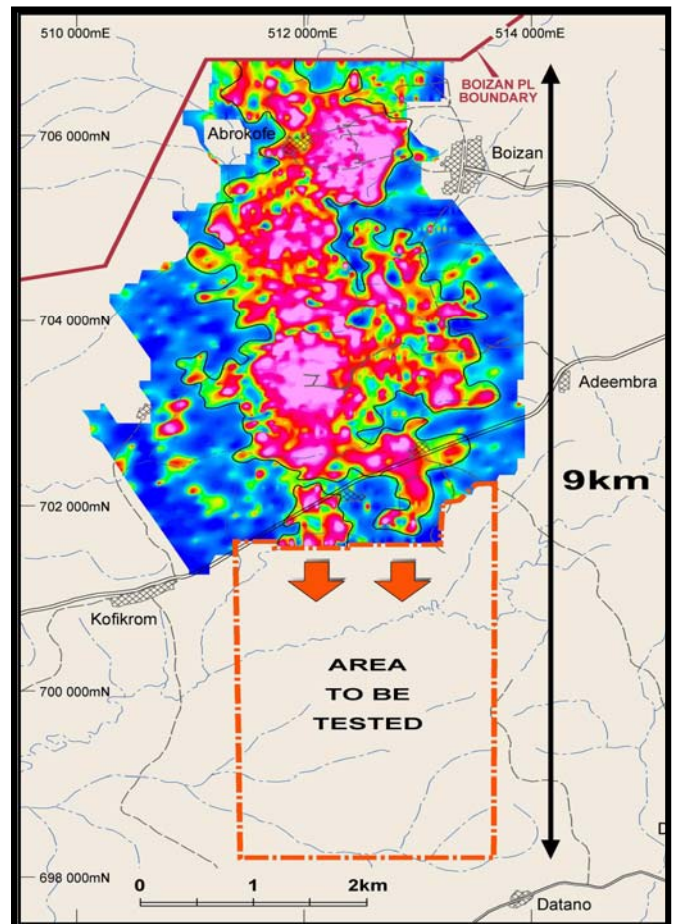 510 000mE
512 000mE
514 000mE
BOIZAN PL
BOUNDARY
706 000mN
Abrokofe
Boizan
704 000mN
Adeembra
702 000mN
9km
Kofikrom
700 000mN
AREA
TO BE
TESTED
698 000mN
0 1 2km
Datano
D